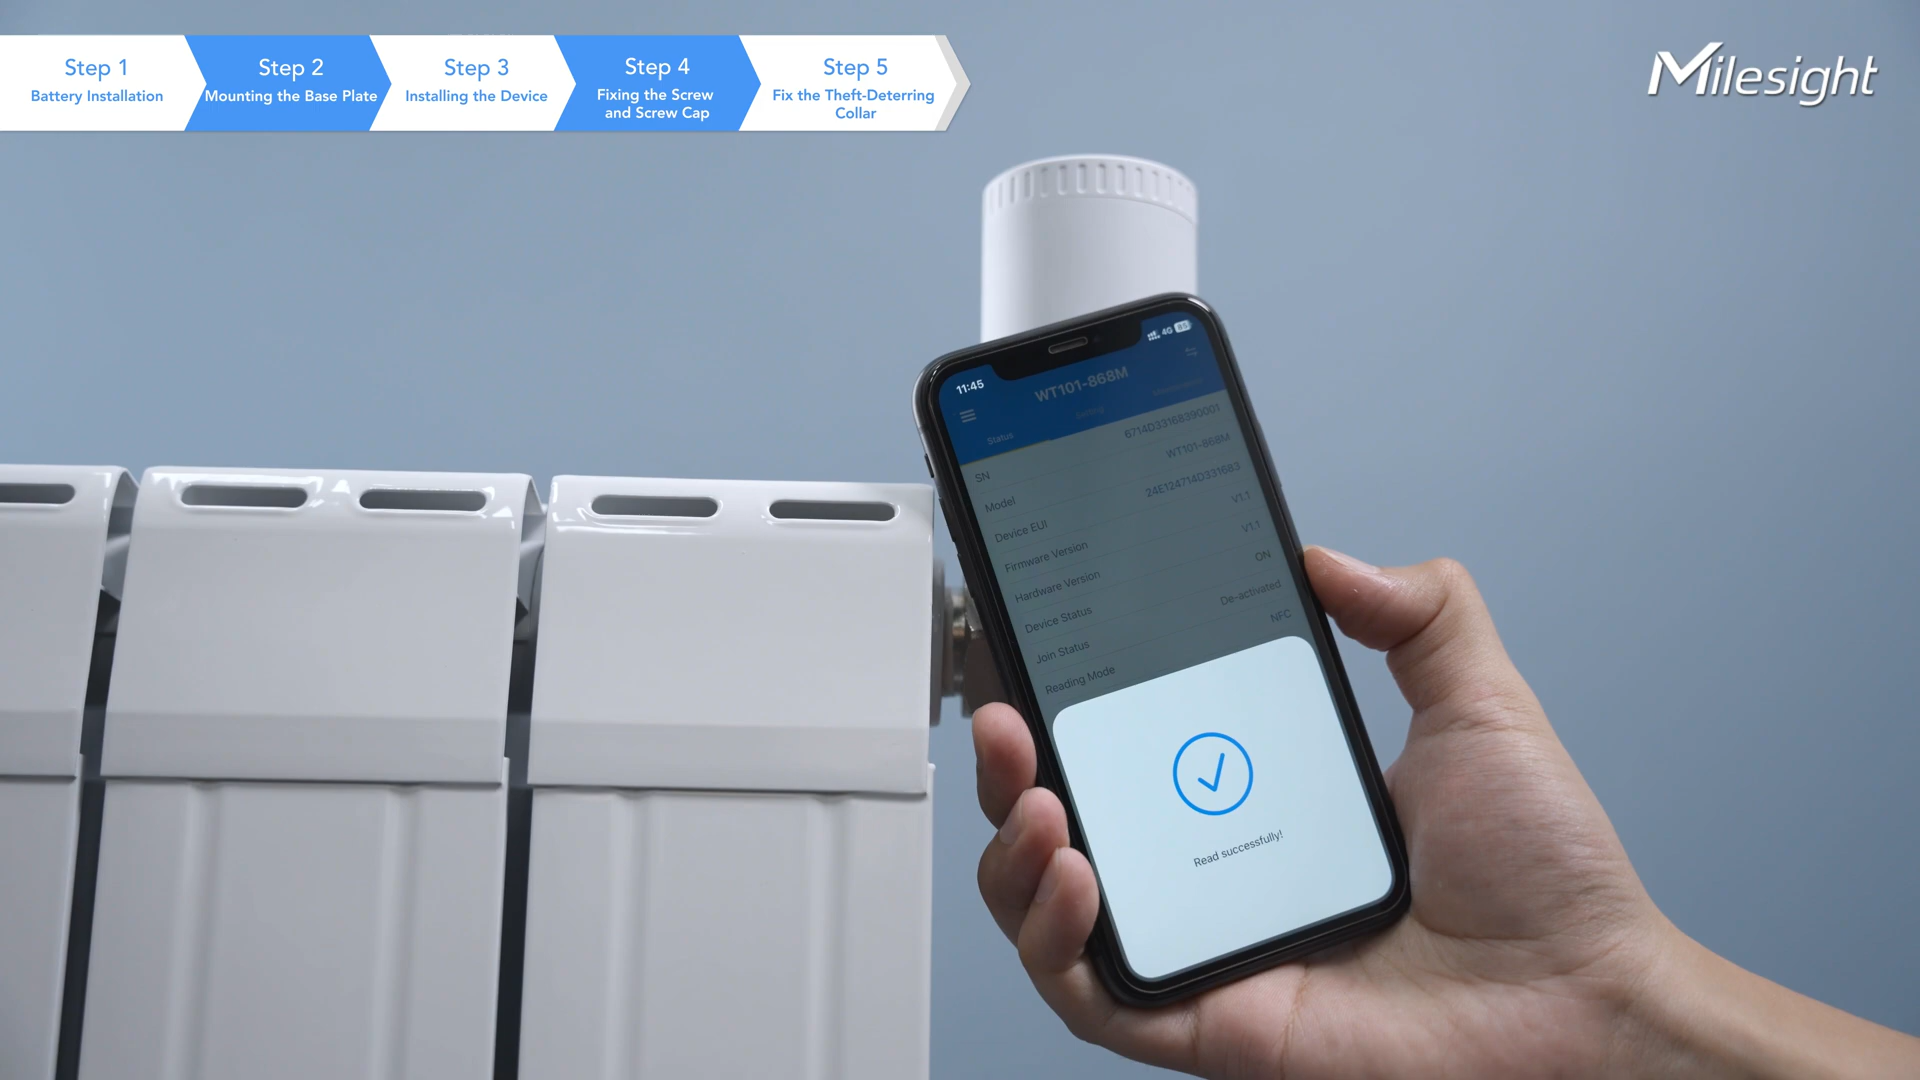 Step 1
Battery Installation
Step 2
Mounting the Base Plate
Step 3
Installing the Device
Step 4
Fixing the Screw
and Screw Cap
Step 5
Fix the Theft-Deterring
Collar
Milesight
11:45
4G
WT101-868M
Status
Setting
SN
6714D33168390001
Model
WT101-868M
Device EUI
24E124714D331683
Firmware Version
V1.1
Hardware Version
V1.1
Device Status
ON
Join Status
De-activated
Reading Mode
NFC
Read successfully!